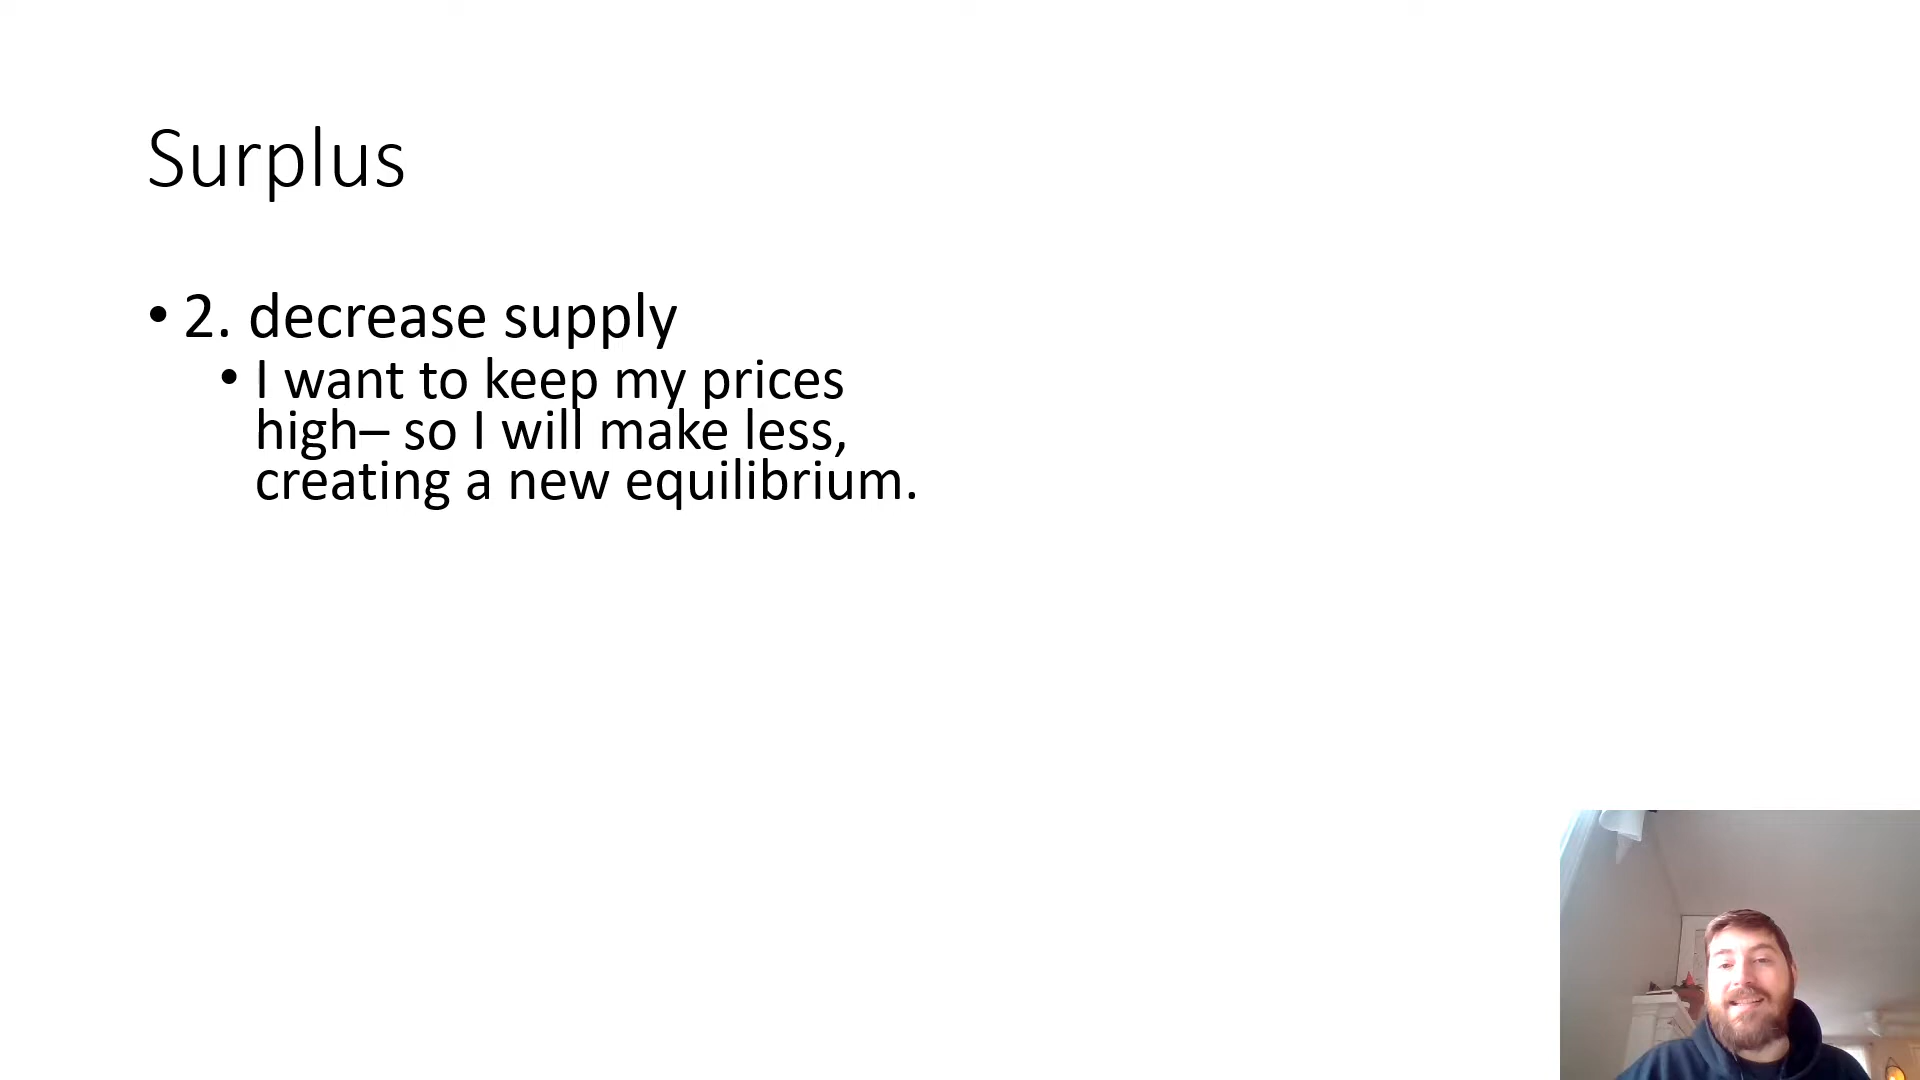 Surplus
• 2. decrease supply
• I want to keep my prices
high– so I will make less,
creating a new equilibrium.